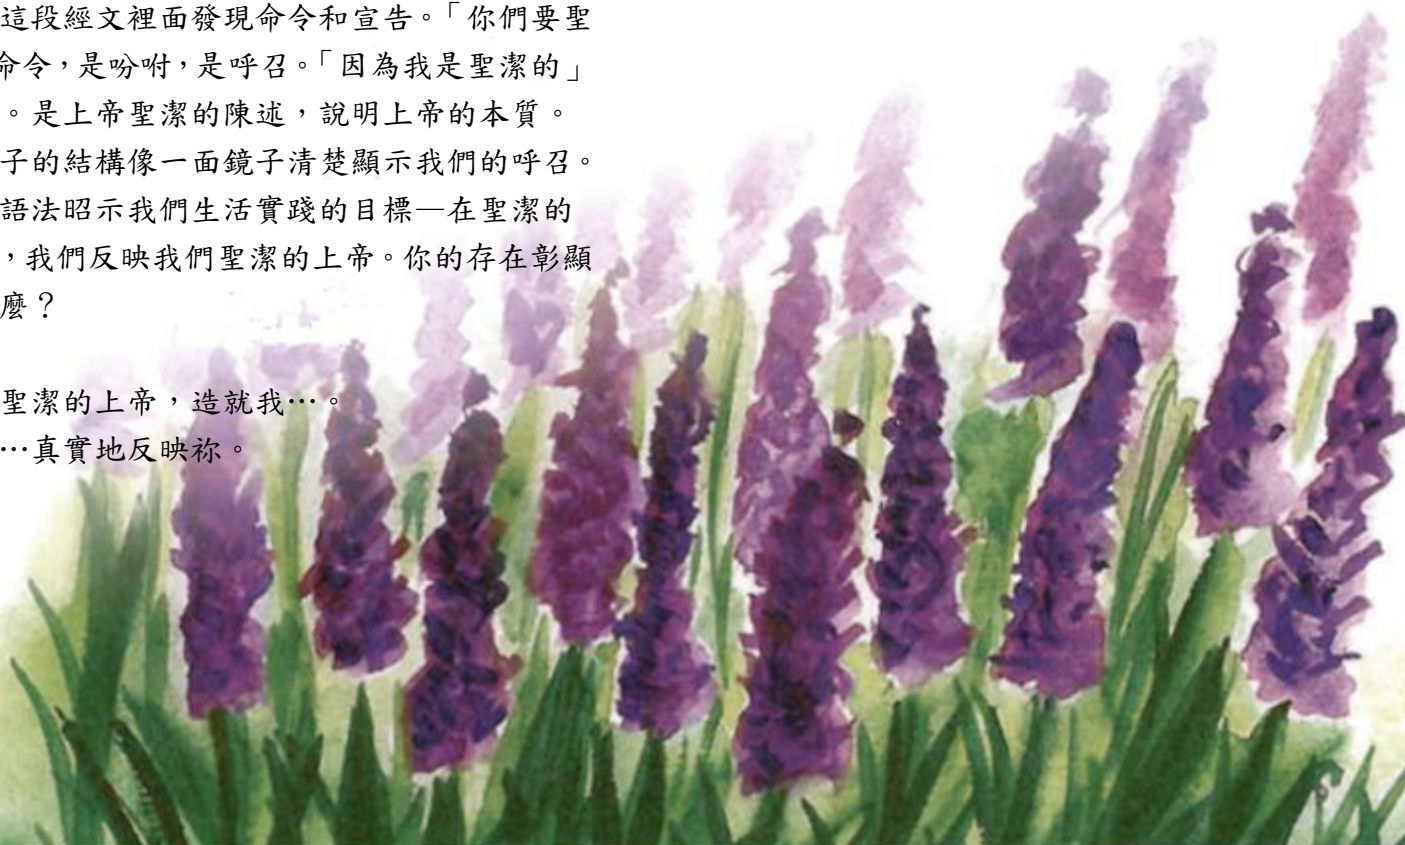 這段經文裡面發現命令和宣告。「你們要聖
命令，是吩咐，是呼召。「因為我是聖潔的」
。是上帝聖潔的陳述，說明上帝的本質。
子的結構像一面鏡子清楚顯示我們的呼召。
語法昭示我們生活實踐的目標—在聖潔的
，我們反映我們聖潔的上帝。你的存在彰顯
麼？
聖潔的上帝，造就我…。
…真實地反映祢。